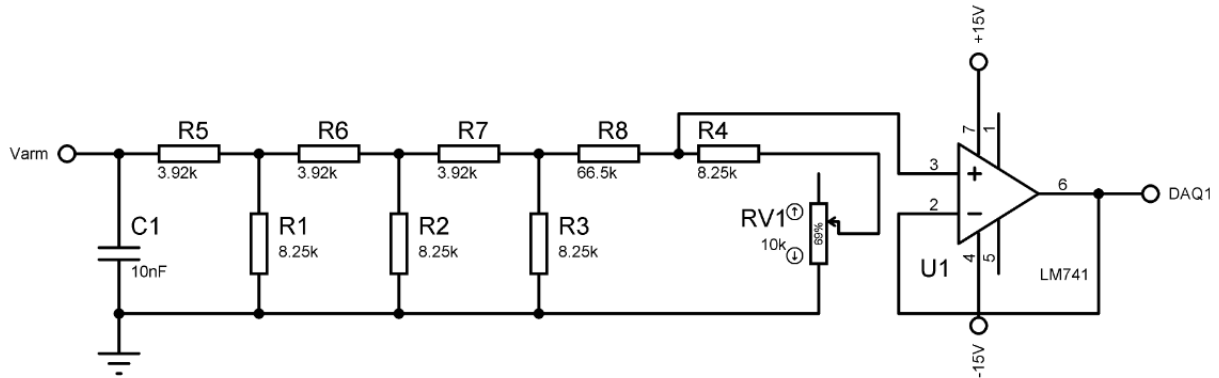 +15V
Varm
R5
3.92k
R6
3.92k
R7
3.92k
R8
66.5k
R4
8.25k
7
1
3
+
2
−
6
DAQ1
C1
10nF
R1
8.25k
R2
8.25k
R3
8.25k
RV1
10k
69%
U1
4
5
LM741
-15V